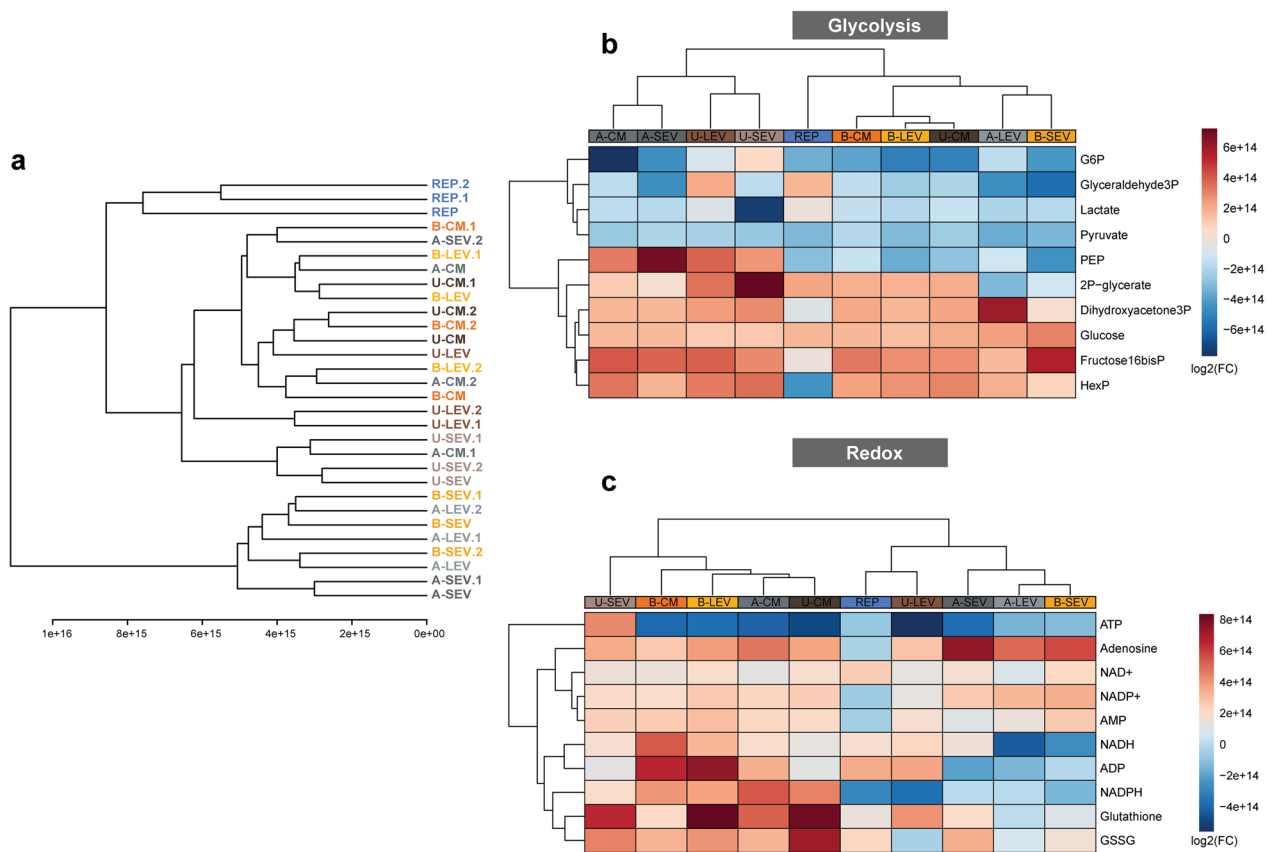 a
REP.2
REP.1
REP
B-CM.1
A-SEV.2
B-LEV.1
A-CM
U-CM.1
B-LEV
U-CM.2
B-CM.2
U-CM
U-LEV
B-LEV.2
A-CM.2
B-CM
U-LEV.2
U-LEV.1
U-SEV.1
A-CM.1
U-SEV.2
U-SEV
B-SEV.1
A-LEV.2
B-SEV
A-LEV.1
B-SEV.2
A-LEV
A-SEV.1
A-SEV
1e+16 8e+15 6e+15 4e+15 2e+15 0e+00
b
Glycolysis
A-CM A-SEV U-LEV U-SEV REP B-CM B-LEV U-CM A-LEV B-SEV
G6P
Glyceraldehyde3P
Lactate
Pyruvate
PEP
2P−glycerate
Dihydroxyacetone3P
Glucose
Fructose16bisP
HexP
6e+14
4e+14
2e+14
0
−2e+14
−4e+14
−6e+14
log2(FC)
Redox
c
U-SEV B-CM B-LEV A-CM U-CM REP U-LEV A-SEV A-LEV B-SEV
ATP
Adenosine
NAD+
NADP+
AMP
NADH
ADP
NADPH
Glutathione
GSSG
8e+14
6e+14
4e+14
2e+14
0
−2e+14
−4e+14
log2(FC)